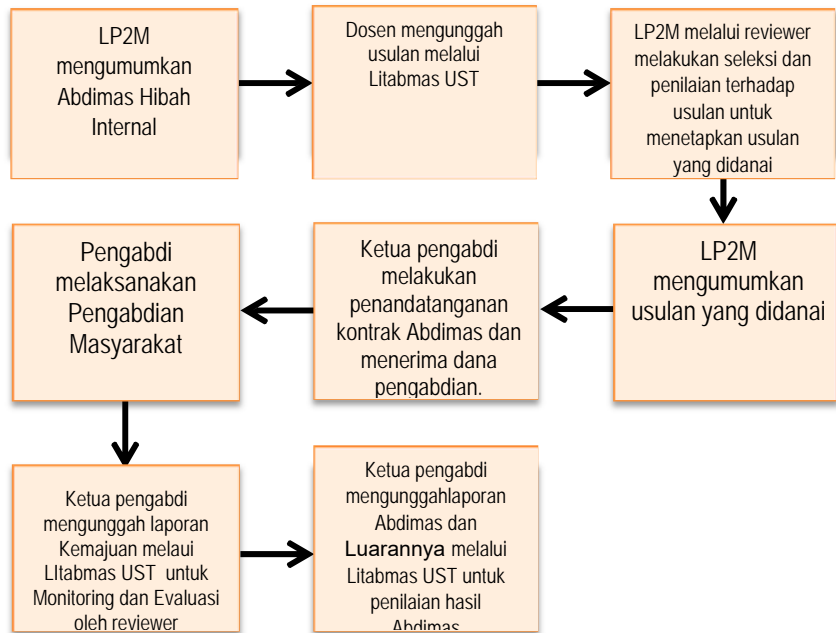 LP2M
mengumumkan
Abdimas Hibah
Internal
Dosen mengunggah
usulan melalui
Litabmas UST
LP2M melalui reviewer
melakukan seleksi dan
penilaian terhadap
usulan untuk
menetapkan usulan
yang didanai
LP2M
mengumumkan
usulan yang didanai
Ketua pengabdi
melakukan
penandatanganan
kontrak Abdimas dan
menerima dana
pengabdian.
Pengabdi
melaksanakan
Pengabdian
Masyarakat
Ketua pengabdi
mengunggah laporan
Kemajuan melaui
LItabmas UST untuk
Monitoring dan Evaluasi
oleh reviewer
Ketua pengabdi
mengunggahlaporan
Abdimas dan
Luarannya melalui
Litabmas UST untuk
penilaian hasil
Abdimas